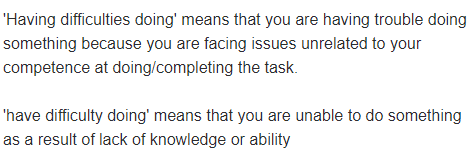 'Having difficulties doing' means that you are having trouble doing
something because you are facing issues unrelated to your
competence at doing/completing the task.
'have difficulty doing' means that you are unable to do something
as a result of lack of knowledge or ability